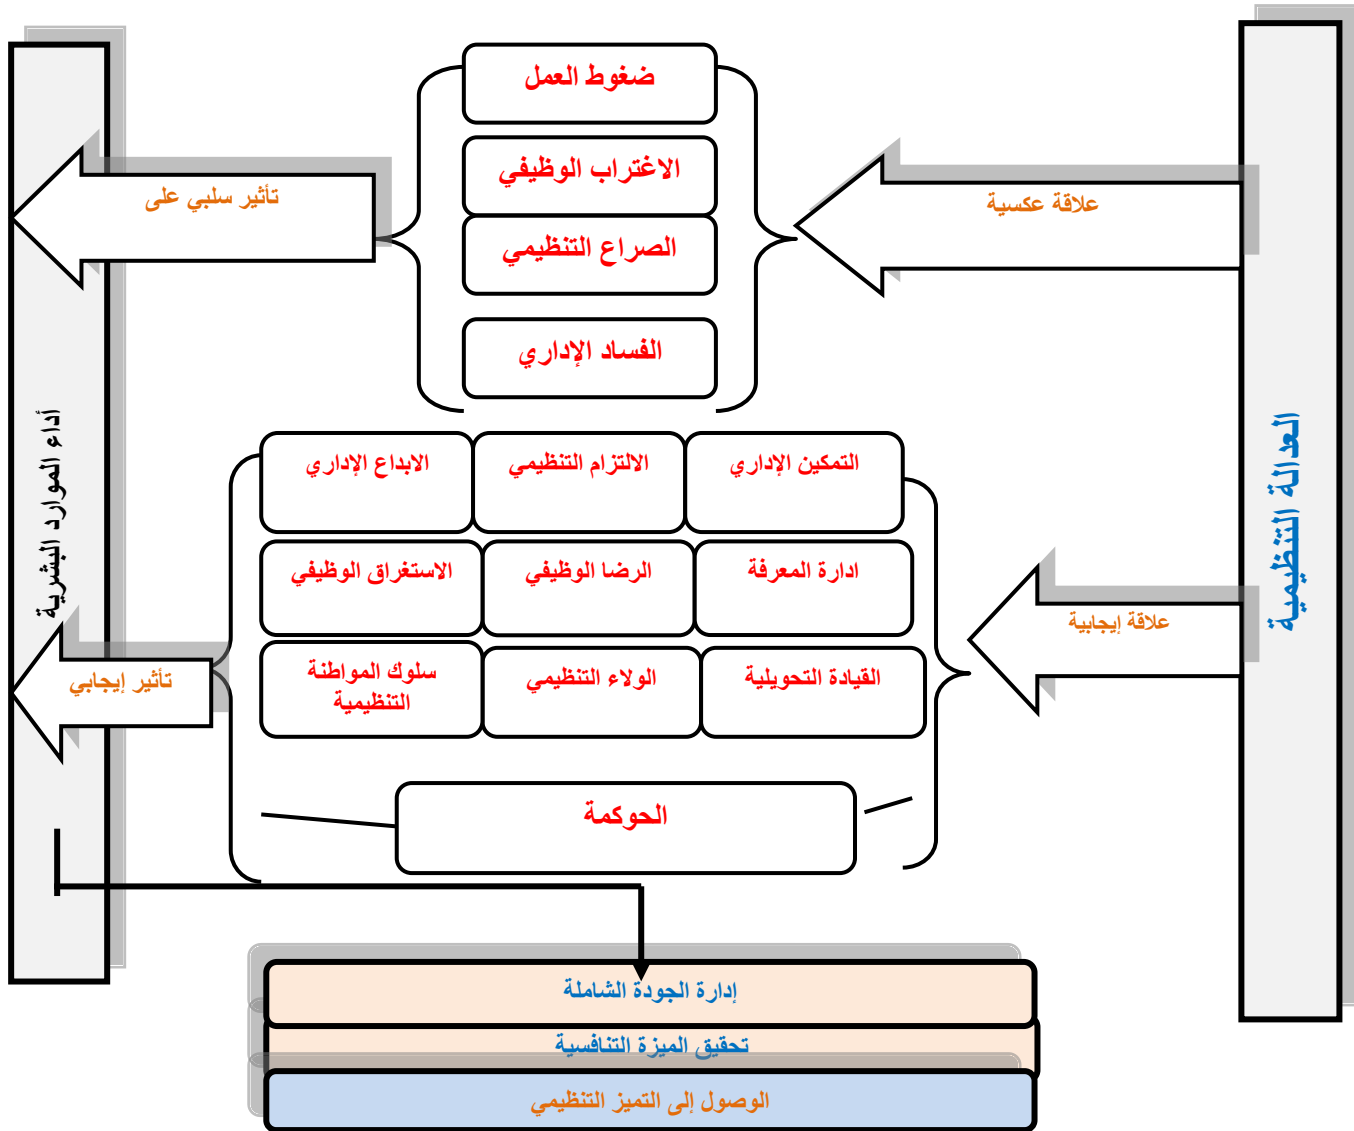 ضغوط العمل
الاغتراب الوظيفي
الصراع التنظيمي
الفساد الإداري
علاقة عكسية
تأثير سلبي على
العدالة التنظيمية
أداء الموارد البشرية
التمكين الإداري
الالتزام التنظيمي
الابداع الإداري
ادارة المعرفة
الرضا الوظيفي
الاستغراق الوظيفي
القيادة التحويلية
الولاء التنظيمي
سلوك المواطنة
التنظيمية
الحوكمة
علاقة إيجابية
تأثير إيجابي
إدارة الجودة الشاملة
تحقيق الميزة التنافسية
الوصول إلى التميز التنظيمي